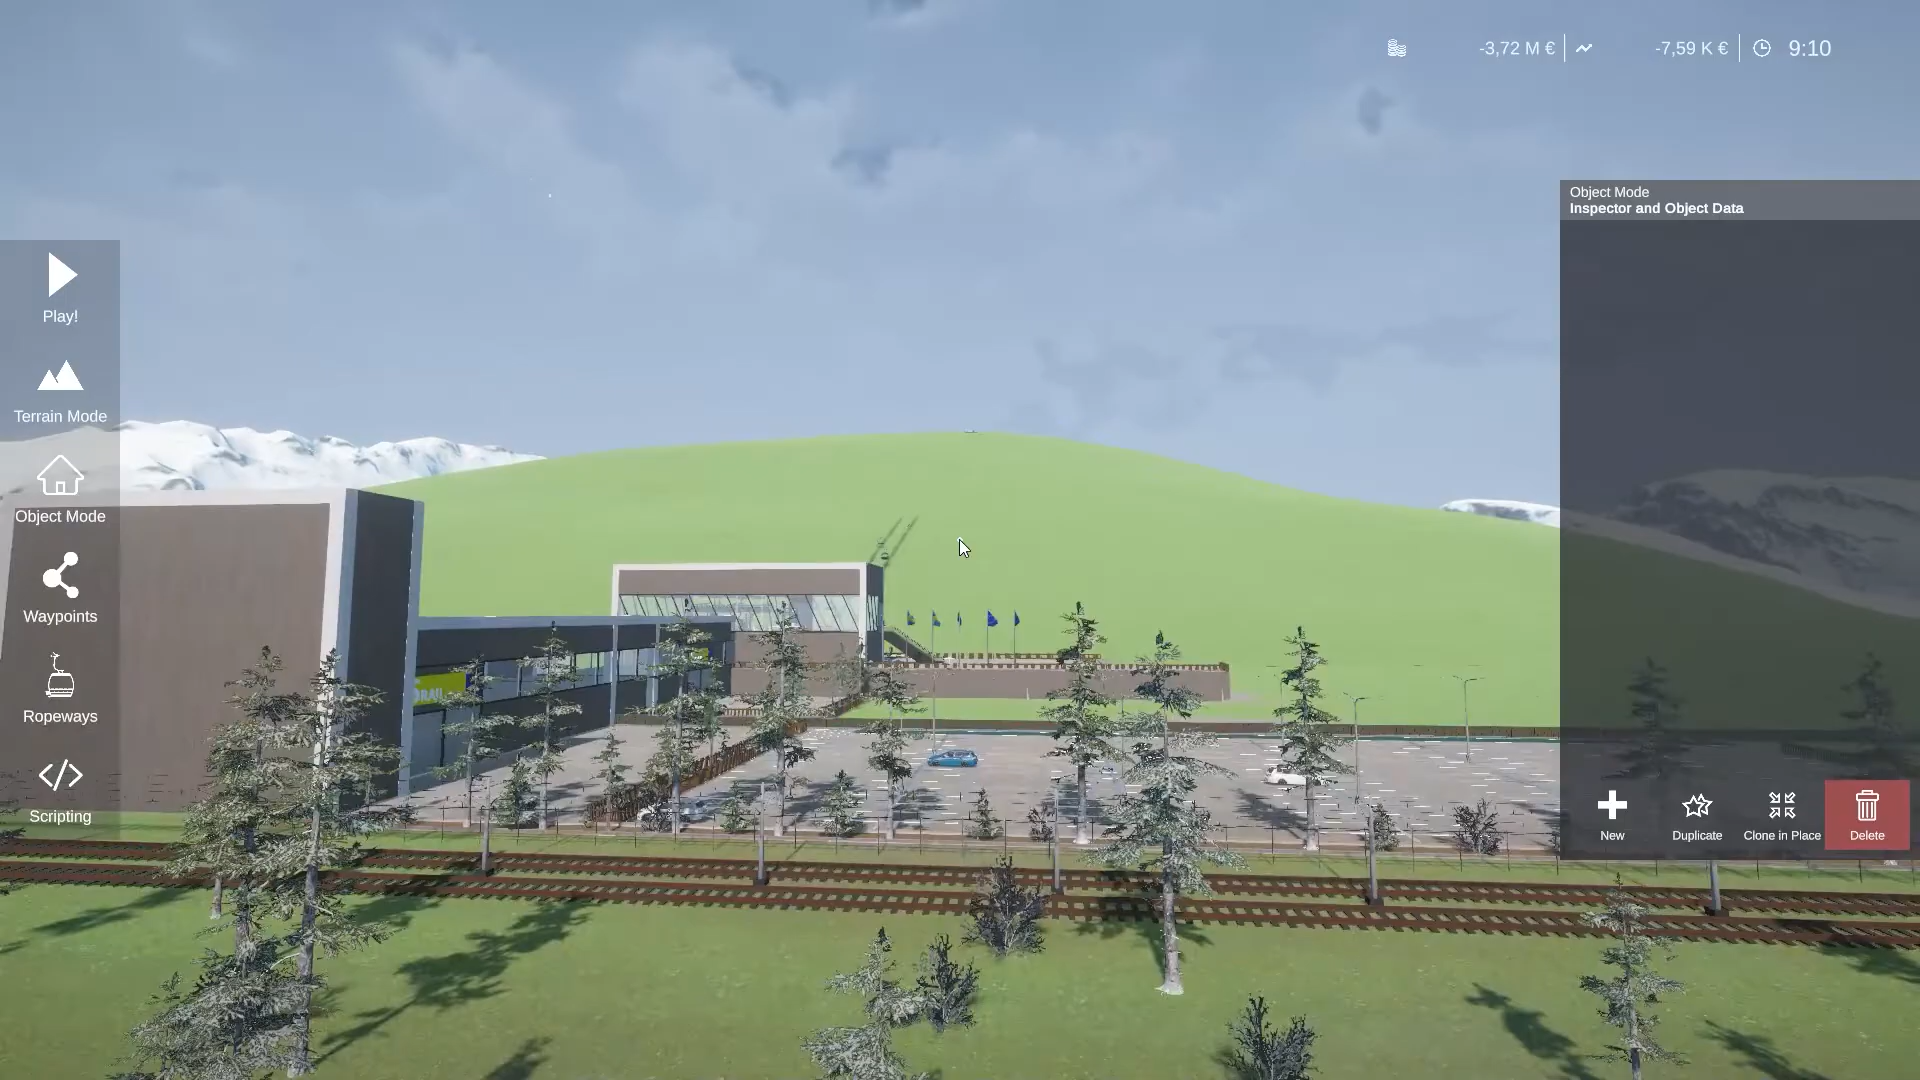 -3,72 M €
-7,59 K €
9:10
Object Mode
Inspector and Object Data
Play!
Terrain Mode
Object Mode
Waypoints
Ropeways
Scripting
New
Duplicate
Clone in Place
Delete